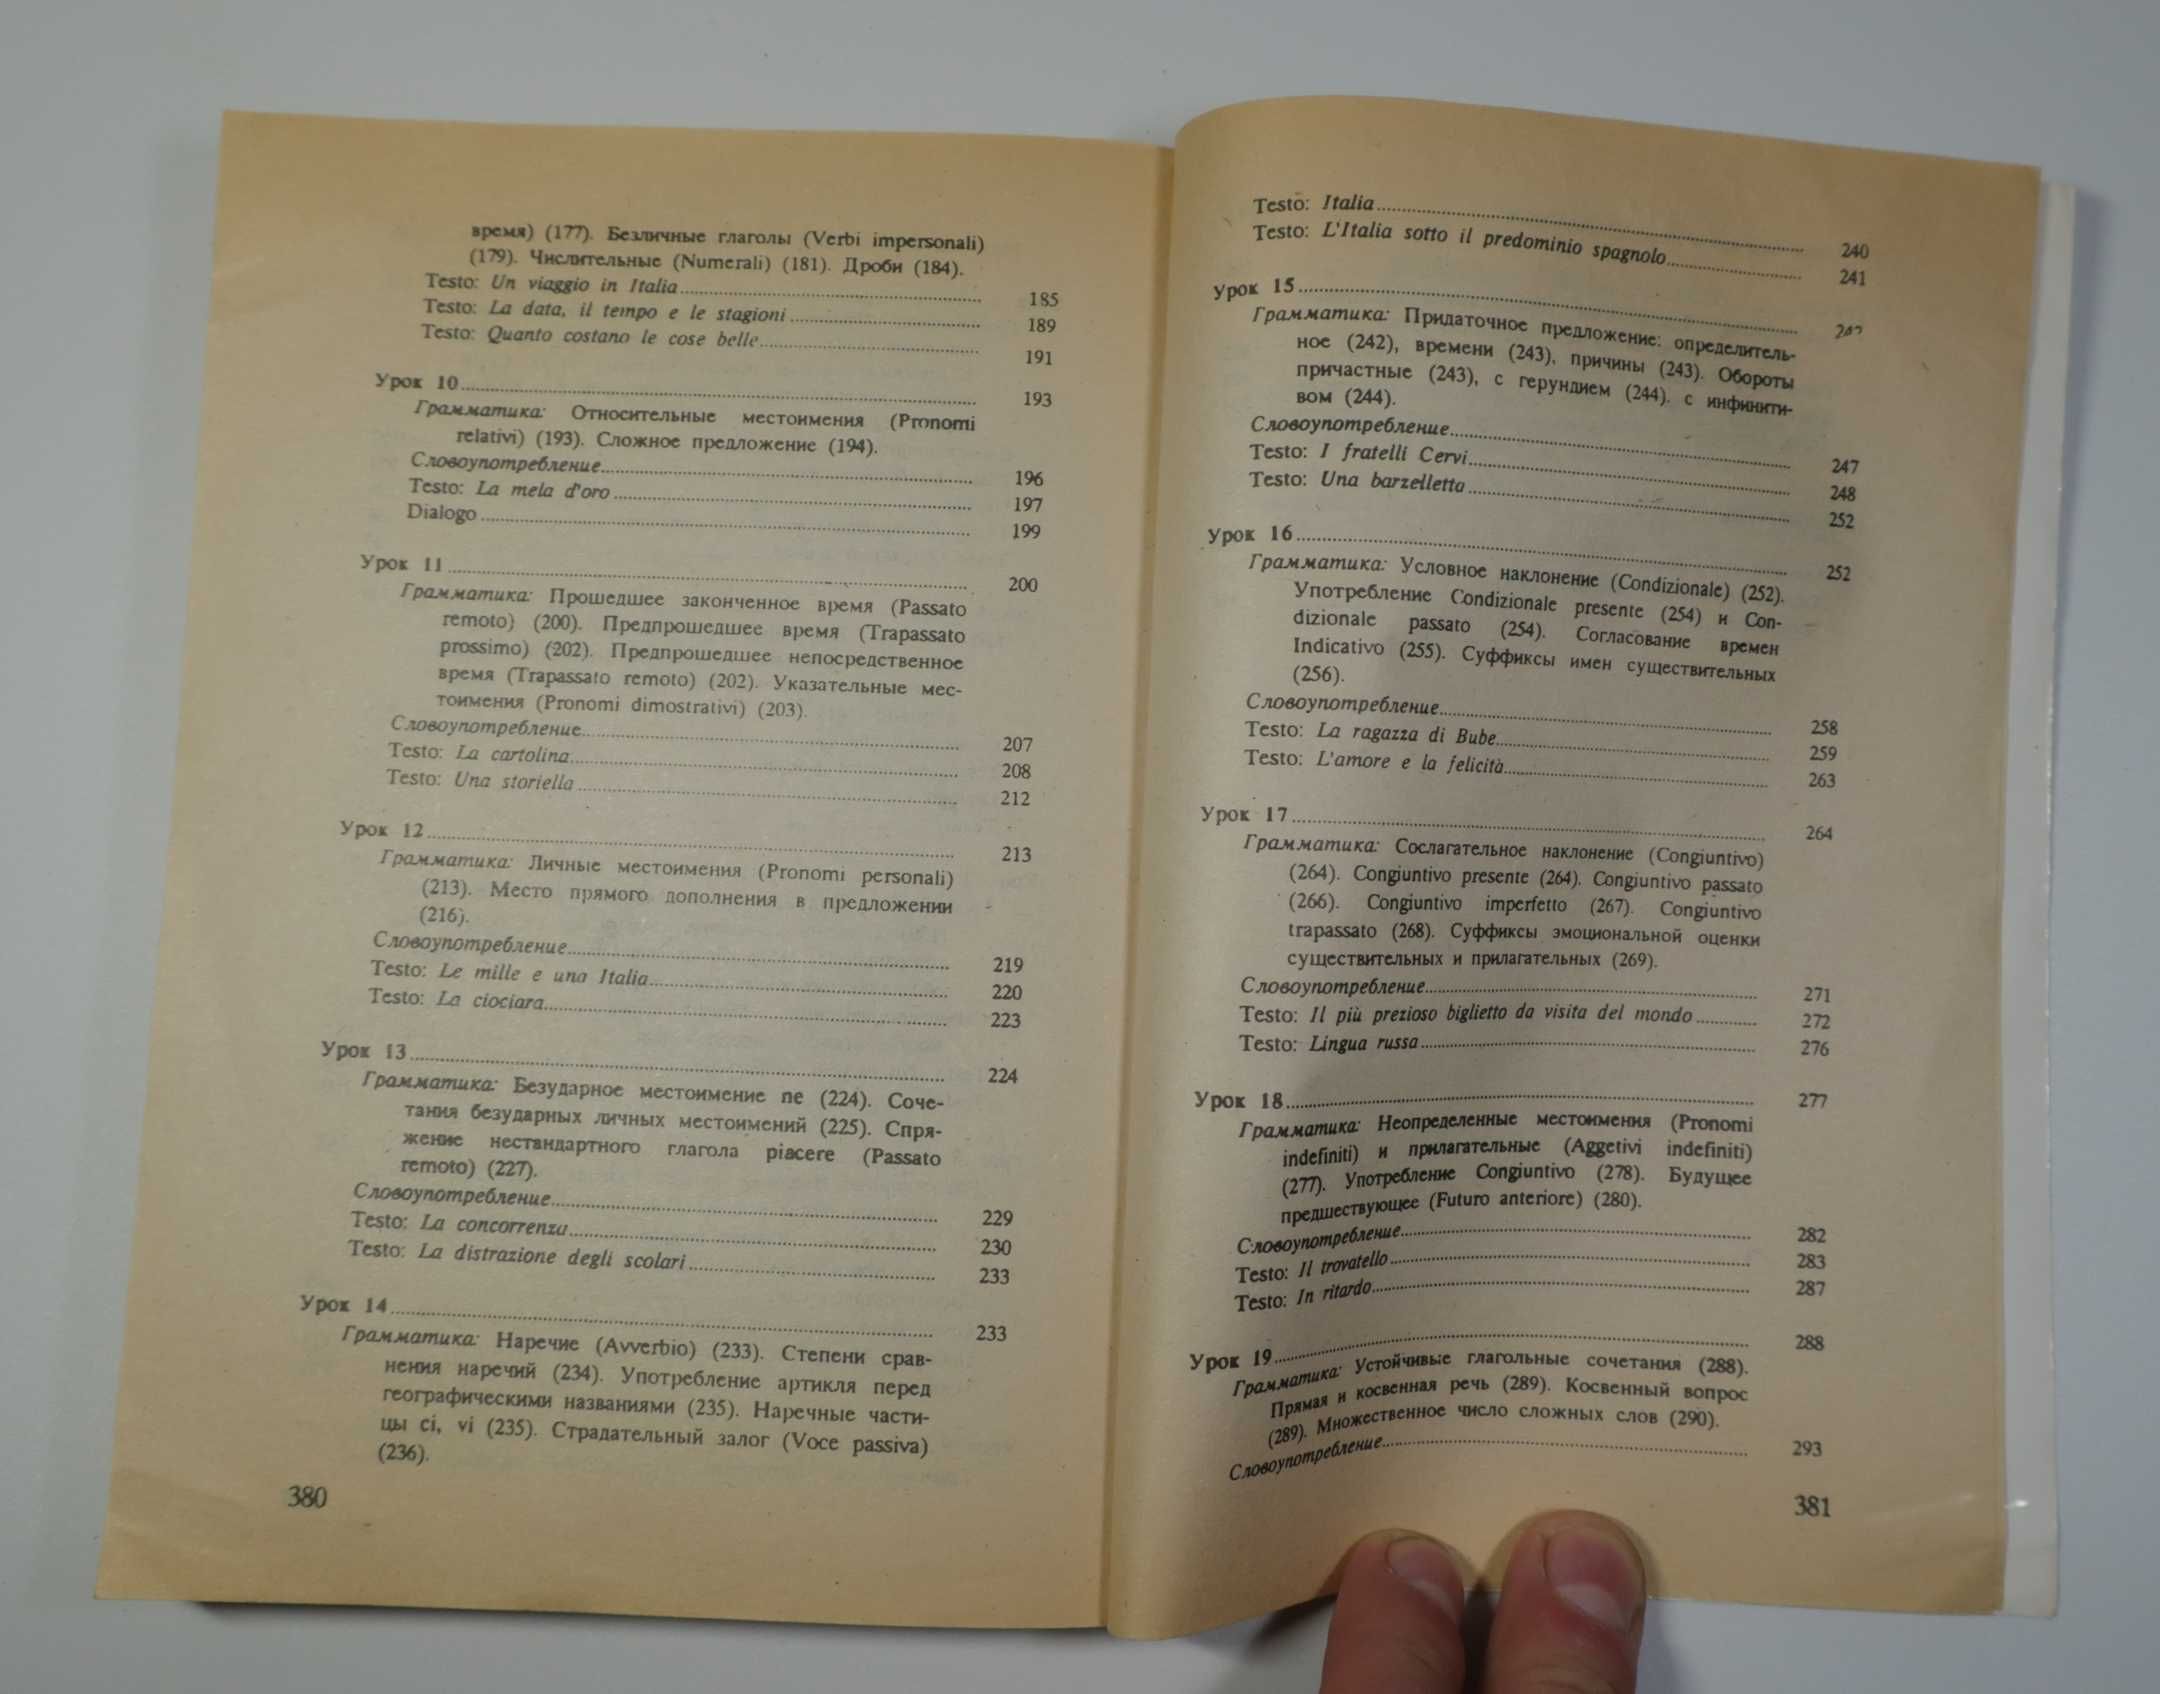 время) (177). Безличные глаголы (Verbi impersonali)
(179). Числительные (Numerali) (181). Дроби (184).
Testo: Un viaggio in Italia 185
Testo: La data, il tempo e le stagioni 189
Testo: Quanto costano le cose belle 191
Урок 10 193
Грамматика: Относительные местоимения (Pronomi
relativi) (193). Сложное предложение (194).
Словоупотребление 196
Testo: La mela d'oro 197
Dialogo 199
Урок 11 200
Грамматика: Прошедшее законченное время (Passato
remoto) (200). Предпрошедшее время (Trapassato
prossimo) (202). Предпрошедшее непосредственное
время (Trapassato remoto) (202). Указательные мес-
тоимения (Pronomi dimostrativi) (203).
Словоупотребление 207
Testo: La cartolina 208
Testo: Una storiella 212
Урок 12 213
Грамматика: Личные местоимения (Pronomi personali)
(213). Место прямого дополнения в предложении
(216).
Словоупотребление 219
Testo: Le mille e una Italia 220
Testo: La ciociara 223
Урок 13 224
Грамматика: Безударное местоимение ne (224). Соче-
тания безударных личных местоимений (225). Спря-
жение нестандартного глагола piacere (Passato
remoto) (227).
Словоупотребление 229
Testo: La concorrenza 230
Testo: La distrazione degli scolari 233
Урок 14 233
Грамматика: Наречие (Avverbio) (233). Степени срав-
нения наречий (234). Употребление артикля перед
географическими названиями (235). Наречные части-
цы ci, vi (235). Страдательный залог (Voce passiva)
(236).
380
Testo: Italia 240
Testo: L'Italia sotto il predominio spagnolo 241
Урок 15 242
Грамматика: Придаточное предложение: определитель-
ное (242), времени (243), причины (243). Обороты
причастные (243), с герундием (244). с инфинити-
вом (244).
Словоупотребление 247
Testo: I fratelli Cervi 248
Testo: Una barzelletta 252
Урок 16 252
Грамматика: Условное наклонение (Condizionale) (252).
Употребление Condizionale presente (254) и Con-
dizionale passato (254). Согласование времен
Indicativo (255). Суффиксы имен существительных
(256).
Словоупотребление 258
Testo: La ragazza di Bube 259
Testo: L'amore e la felicità 263
Урок 17 264
Грамматика: Сослагательное наклонение (Congiuntivo)
(264). Congiuntivo presente (264). Congiuntivo passato
(266). Congiuntivo imperfetto (267). Congiuntivo
trapassato (268). Суффиксы эмоциональной оценки
существительных и прилагательных (269).
Словоупотребление 271
Testo: Il più prezioso biglietto da visita del mondo 272
Testo: Lingua russa 276
Урок 18 277
Грамматика: Неопределенные местоимения (Pronomi
indefiniti) и прилагательные (Aggetivi indefiniti)
(277). Употребление Congiuntivo (278). Будущее
предшествующее (Futuro anteriore) (280).
Словоупотребление 282
Testo: Il trovatello 283
Testo: In ritardo 287
Урок 19 288
Грамматика: Устойчивые глагольные сочетания (288).
Прямая и косвенная речь (289). Косвенный вопрос
(289). Множественное число сложных слов (290).
Словоупотребление 293
381